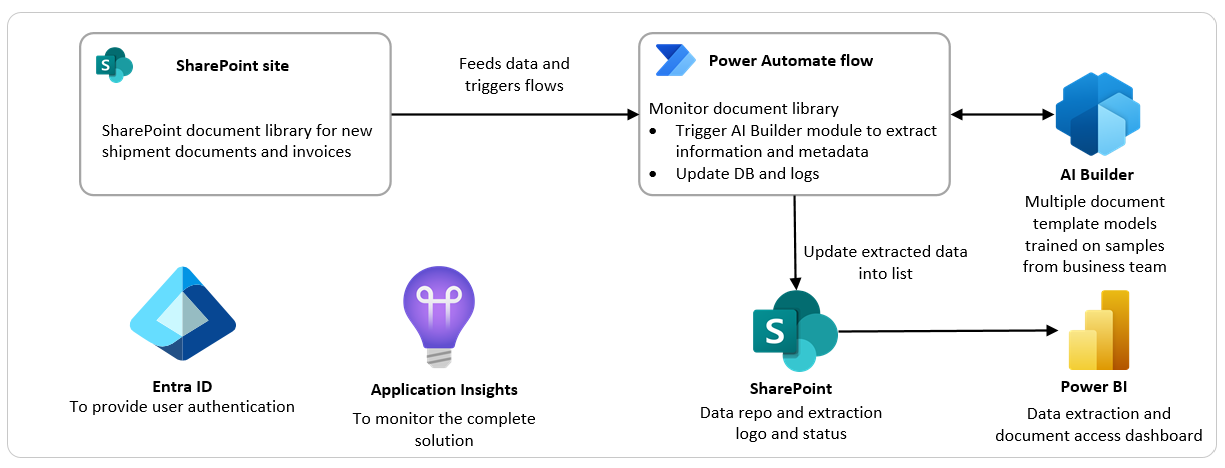 SharePoint site
SharePoint document library for new
shipment documents and invoices
Feeds data and
triggers flows
Power Automate flow
Monitor document library
• Trigger AI Builder module to extract
information and metadata
• Update DB and logs
AI Builder
Multiple document
template models
trained on samples
from business team
Update extracted data
into list
Entra ID
To provide user authentication
Application Insights
To monitor the complete
solution
SharePoint
Data repo and extraction
logo and status
Power BI
Data extraction and
document access dashboard
S
S